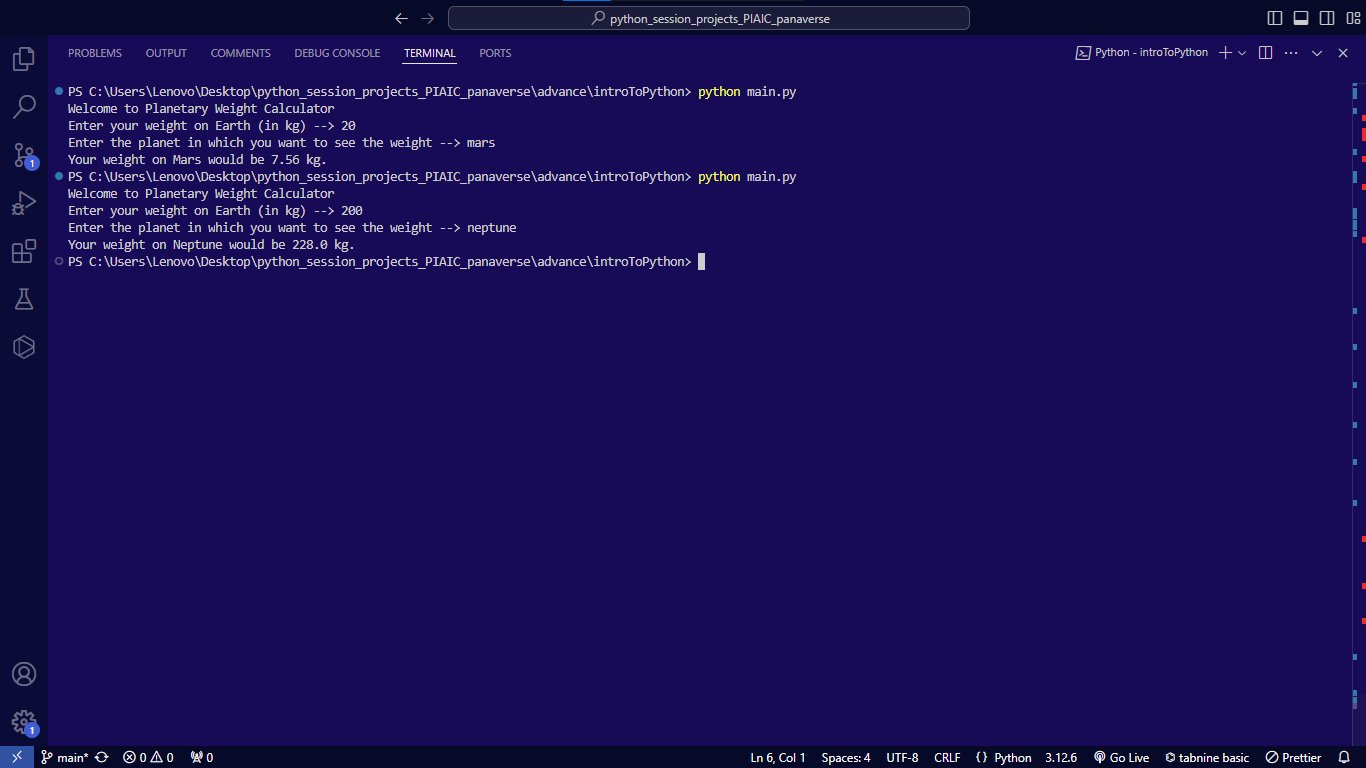 python_session_projects_PIAIC_panaverse
PROBLEMS OUTPUT COMMENTS DEBUG CONSOLE TERMINAL PORTS Python - introToPython
PS C:\Users\Lenovo\Desktop\python_session_projects_PIAIC_panaverse\advance\introToPython> python main.py
Welcome to Planetary Weight Calculator
Enter your weight on Earth (in kg) --> 20
Enter the planet in which you want to see the weight --> mars
Your weight on Mars would be 7.56 kg.
PS C:\Users\Lenovo\Desktop\python_session_projects_PIAIC_panaverse\advance\introToPython> python main.py
Welcome to Planetary Weight Calculator
Enter your weight on Earth (in kg) --> 200
Enter the planet in which you want to see the weight --> neptune
Your weight on Neptune would be 228.0 kg.
PS C:\Users\Lenovo\Desktop\python_session_projects_PIAIC_panaverse\advance\introToPython>
1
1
main* 0 0 0 Ln 6, Col 1 Spaces: 4 UTF-8 CRLF {} Python 3.12.6 Go Live tabnine basic Prettier